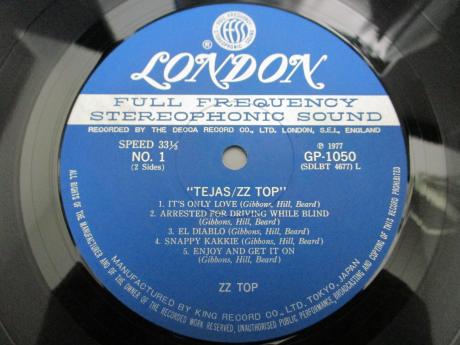 FULL FREQUENCY STEREOPHONIC SOUND
®
LONDON
FULL FREQUENCY
STEREOPHONIC SOUND
RECORDED BY THE DECCA RECORD CO., LTD. LONDON, S.E.I., ENGLAND
SPEED 33⅓
NO. 1
(2 Sides)
Ⓟ 1977
GP-1050
(SDLBT 4677) L
"TEJAS/ZZ TOP"
1. IT'S ONLY LOVE (Gibbons, Hill, Beard)
2. ARRESTED FOR DRIVING WHILE BLIND
(Gibbons, Hill, Beard)
3. EL DIABLO (Gibbons, Hill, Beard)
4. SNAPPY KAKKIE (Gibbons, Hill, Beard)
5. ENJOY AND GET IT ON
(Gibbons, Hill, Beard)
ZZ TOP
MANUFACTURED BY KING RECORD CO., LTD. TOKYO, JAPAN
ALL RIGHTS OF THE MANUFACTURER AND OF THE OWNER OF THE RECORDED WORK RESERVED, UNAUTHORISED PUBLIC PERFORMANCE, BROADCASTING AND COPYING OF THIS RECORD PROHIBITED